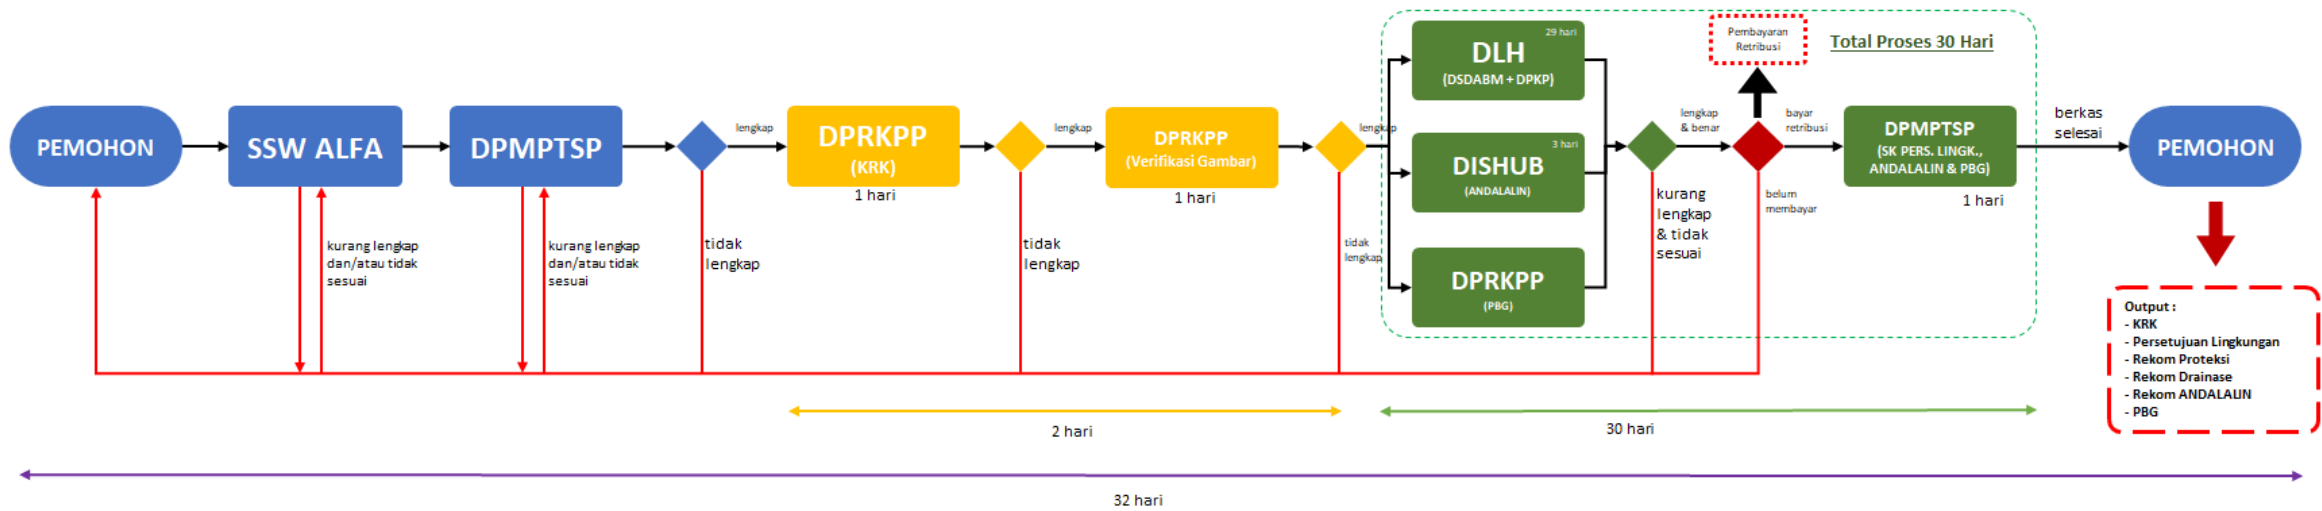 PEMOHON
SSW ALFA
kurang lengkap
dan/atau tidak
sesuai
DPMPTSP
kurang lengkap
dan/atau tidak
sesuai
lengkap
tidak
lengkap
DPRKPP
(KRK)
1 hari
lengkap
tidak
lengkap
DPRKPP
(Verifikasi Gambar)
1 hari
lengkap
tidak
lengkap
29 hari
DLH
(DSDABM + DPKP)
3 hari
DISHUB
(ANDALALIN)
DPRKPP
(PBG)
lengkap
& benar
kurang
lengkap
& tidak
sesuai
Pembayaran
Retribusi
bayar
retribusi
belum
membayar
Total Proses 30 Hari
DPMPTSP
(SK PERS. LINGK.,
ANDALALIN & PBG)
1 hari
berkas
selesai
PEMOHON
Output :
- KRK
- Persetujuan Lingkungan
- Rekom Proteksi
- Rekom Drainase
- Rekom ANDALALIN
- PBG
2 hari
30 hari
32 hari